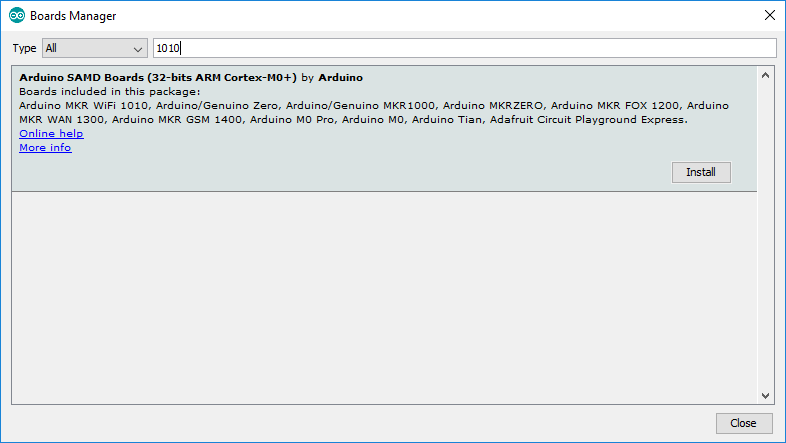 Boards Manager
Type All 1010
Arduino SAMD Boards (32-bits ARM Cortex-M0+) by Arduino
Boards included in this package:
Arduino MKR WiFi 1010, Arduino/Genuino Zero, Arduino/Genuino MKR1000, Arduino MKRZERO, Arduino MKR FOX 1200, Arduino
MKR WAN 1300, Arduino MKR GSM 1400, Arduino M0 Pro, Arduino M0, Arduino Tian, Adafruit Circuit Playground Express.
Online help
More info
Install
Close